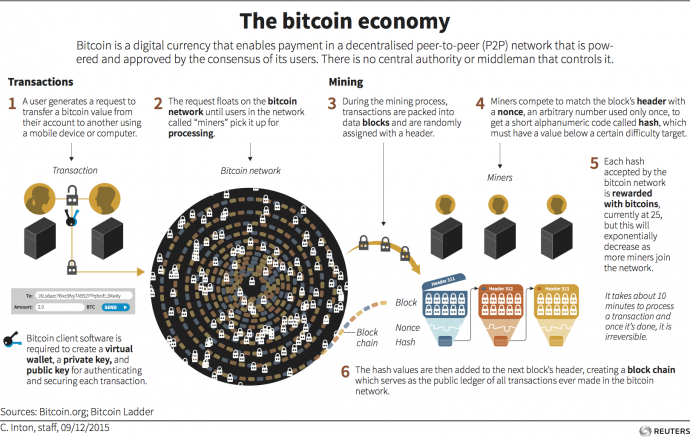 The bitcoin economy
Bitcoin is a digital currency that enables payment in a decentralised peer-to-peer (P2P) network that is pow-
ered and approved by the consensus of its users. There is no central authority or middleman that controls it.
Transactions
1 A user generates a request to
transfer a bitcoin value from
their account to another using
a mobile device or computer.
Transaction
To:
Amount: 2.0 BTC SEND
Bitcoin client software is
required to create a virtual
wallet, a private key, and
public key for authenticating
and securing each transaction.
2 The request floats on the bitcoin
network until users in the network
called “miners” pick it up for
processing.
Bitcoin network
Mining
3 During the mining process,
transactions are packed into
data blocks and are randomly
assigned with a header.
4 Miners compete to match the block's header with
a nonce, an arbitrary number used only once, to
get a short alphanumeric code called hash, which
must have a value below a certain difficulty target.
Miners
5 Each hash
accepted by the
bitcoin network
is rewarded
with bitcoins,
currently at 25,
but this will
exponentially
decrease as
more miners join
the network.
It takes about 10
minutes to process
a transaction and
once it's done, it is
irreversible.
Header 311
Header 312
Header 313
Block
Nonce
Hash
Block
chain
6 The hash values are then added to the next block's header, creating a block chain
which serves as the public ledger of all transactions ever made in the bitcoin
network.
Sources: Bitcoin.org; Bitcoin Ladder
C. Inton, staff, 09/12/2015
REUTERS